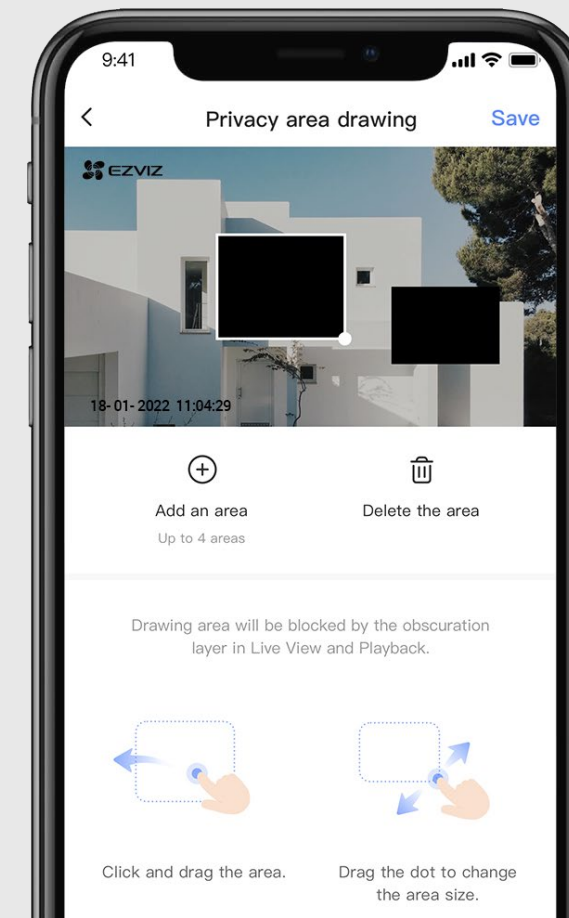 9:41
Privacy area drawing
Save
EZVIZ
18-01-2022 11:04:29
Add an area
Delete the area
Up to 4 areas
Drawing area will be blocked by the obscuration
layer in Live View and Playback.
Click and drag the area.
Drag the dot to change
the area size.